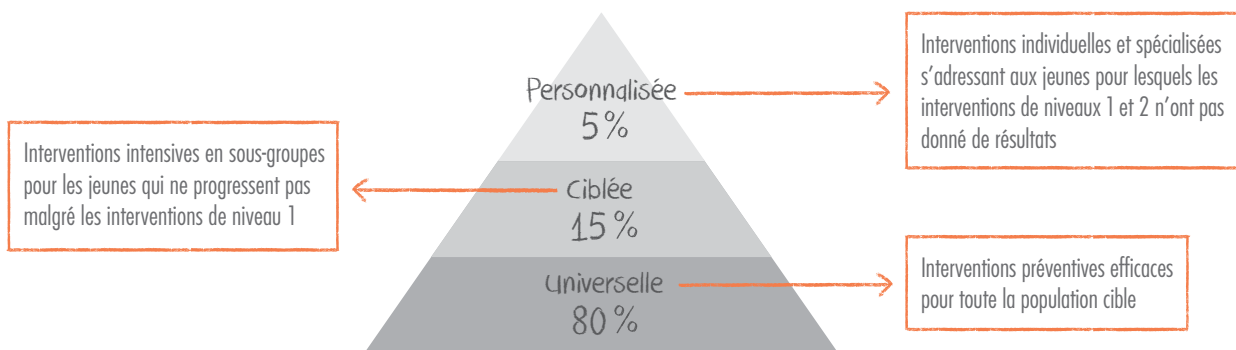 Personnalisée
5%
Interventions individuelles et spécialisées
s'adressant aux jeunes pour lesquels les
interventions de niveaux 1 et 2 n'ont pas
donné de résultats
Interventions intensives en sous-groupes
pour les jeunes qui ne progressent pas
malgré les interventions de niveau 1
Ciblée
15 %
Universelle
80 %
Interventions préventives efficaces
pour toute la population cible